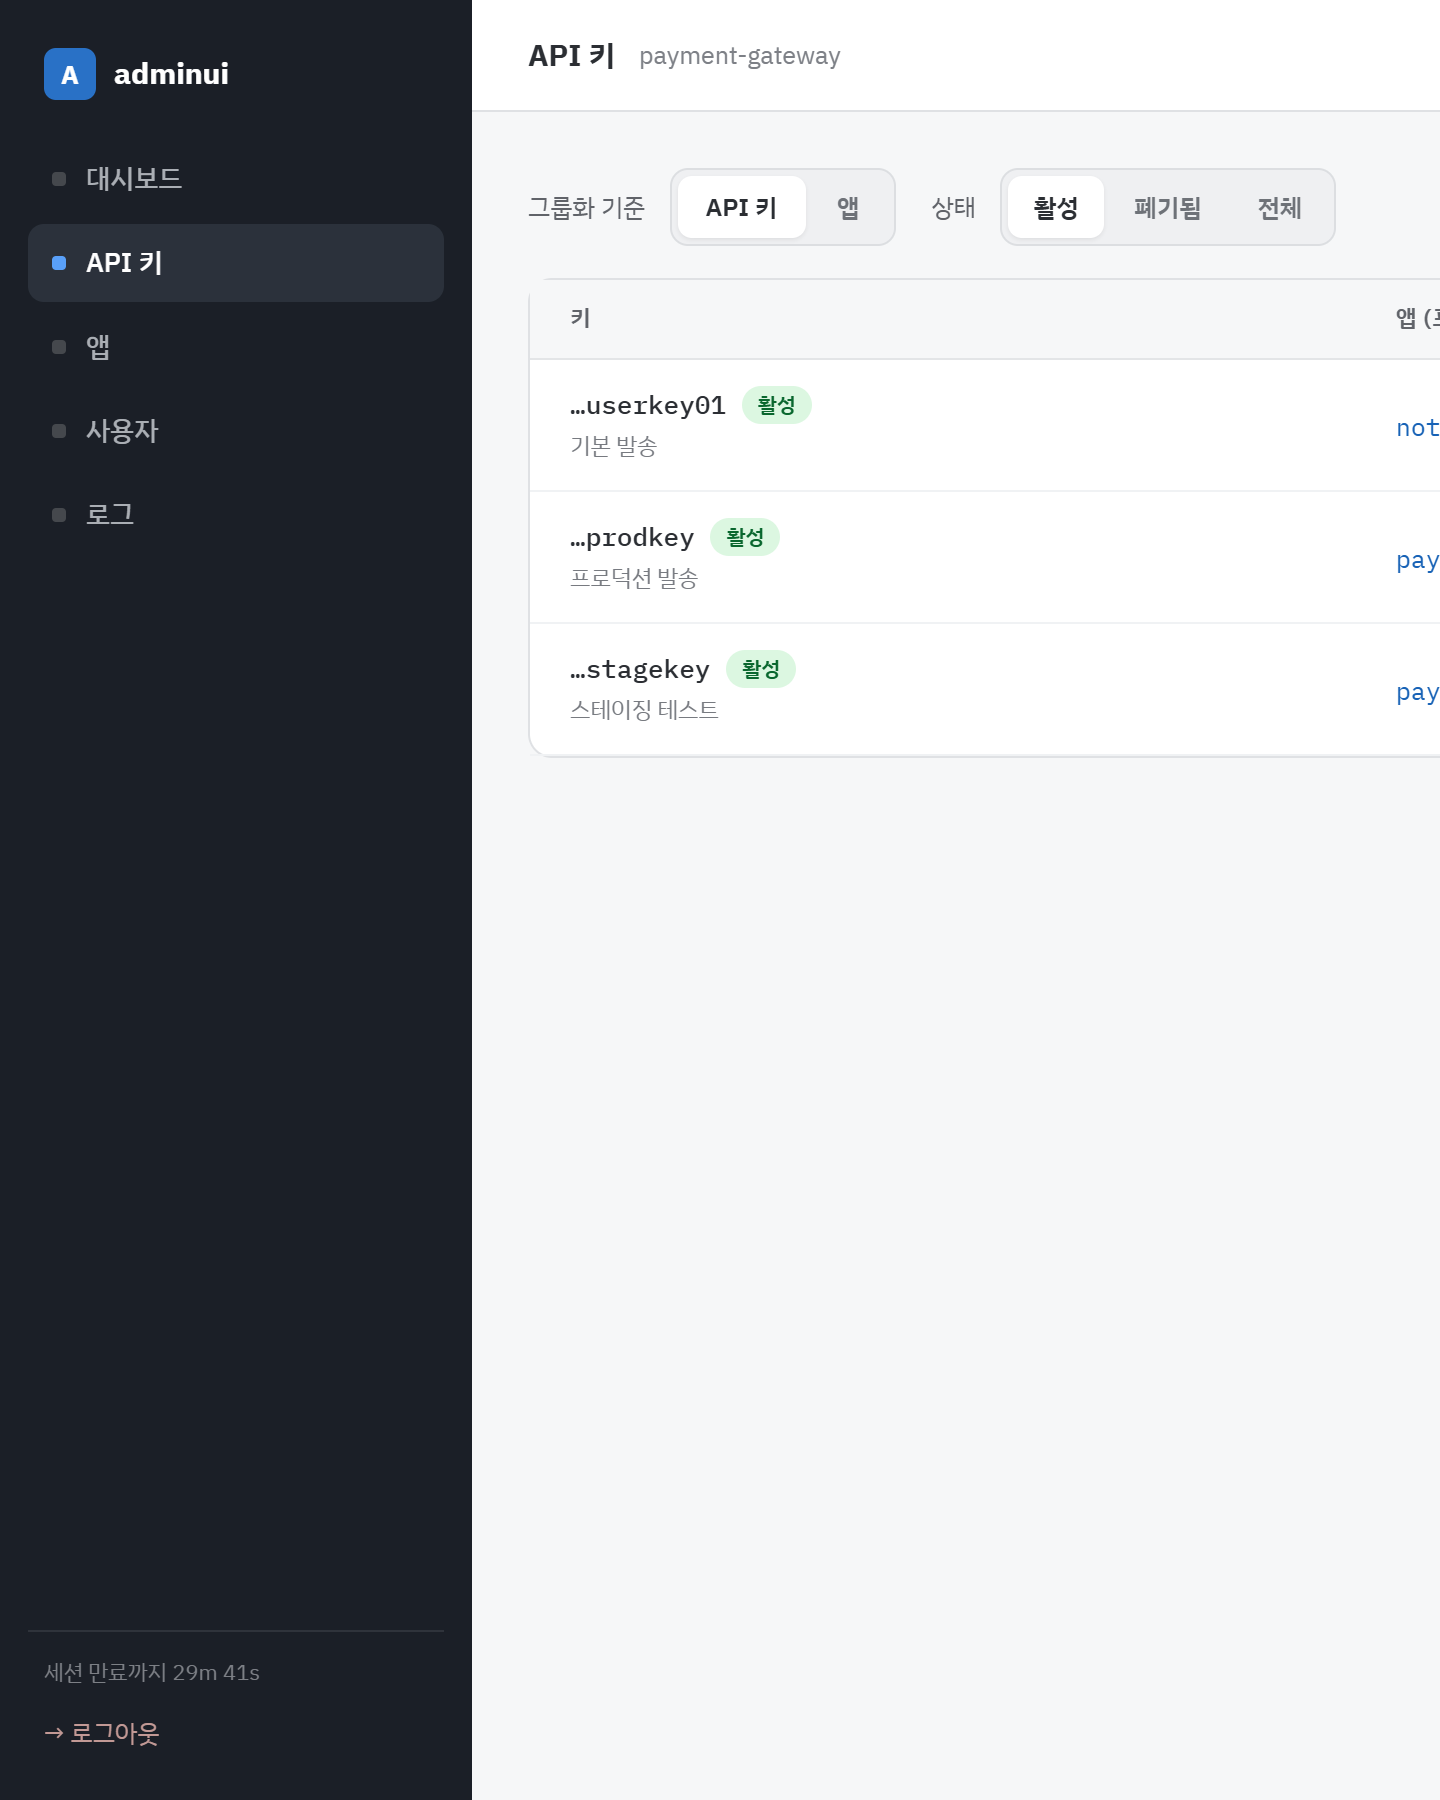 A adminui
대시보드
API 키
앱
사용자
로그
세션 만료까지 29m 41s
→ 로그아웃
API 키 payment-gateway
그룹화 기준 API 키 앱 상태 활성 폐기됨 전체
키 앱 (
…userkey01 활성
기본 발송
not
…prodkey 활성
프로덕션 발송
pay
…stagekey 활성
스테이징 테스트
pay